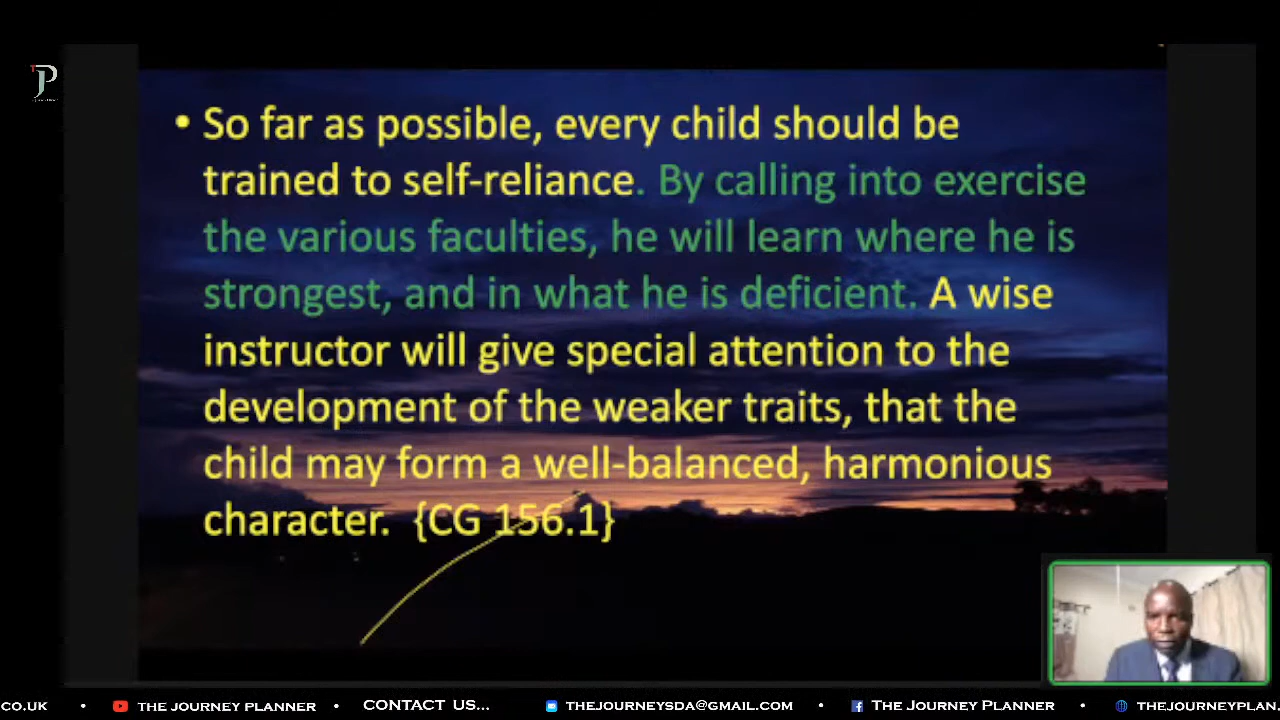 JP
• So far as possible, every child should be
trained to self-reliance. By calling into exercise
the various faculties, he will learn where he is
strongest, and in what he is deficient. A wise
instructor will give special attention to the
development of the weaker traits, that the
child may form a well-balanced, harmonious
character. {CG 156.1}
CO.UK • THE JOURNEY PLANNER • CONTACT US... THEJOURNEYSDA@GMAIL.COM • THE JOURNEY PLANNER • THEJOURNEYPLAN